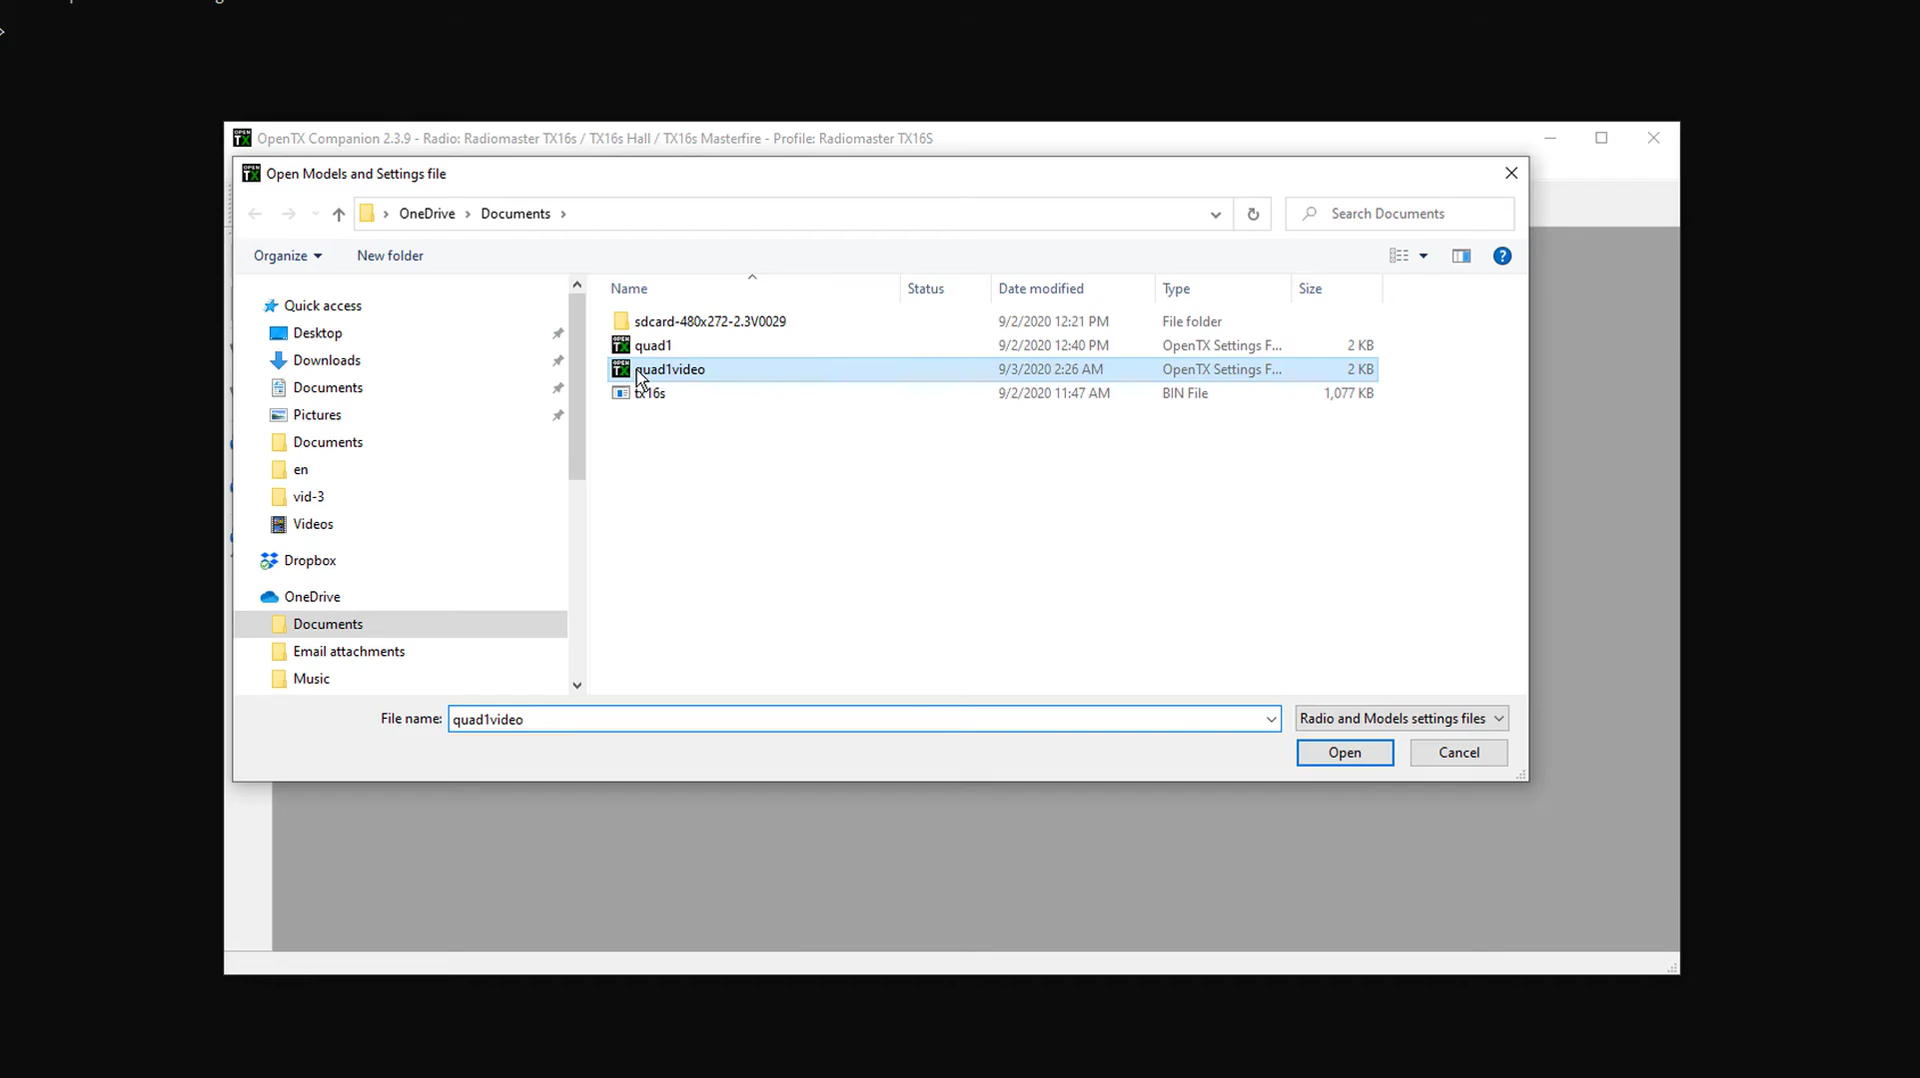 OpenTX Companion 2.3.9 - Radio: Radiomaster TX16s / TX16s Hall / TX16s Masterfire - Profile: Radiomaster TX16S
Open Models and Settings file
OneDrive > Documents >
Search Documents
Organize
New folder
Name Status Date modified Type Size
sdcard-480x272-2.3V0029 9/2/2020 12:21 PM File folder
quad1 9/2/2020 12:40 PM OpenTX Settings F... 2 KB
quad1video 9/3/2020 2:26 AM OpenTX Settings F... 2 KB
tx16s 9/2/2020 11:47 AM BIN File 1,077 KB
Quick access
Desktop
Downloads
Documents
Pictures
Documents
en
vid-3
Videos
Dropbox
OneDrive
Documents
Email attachments
Music
File name: quad1video
Radio and Models settings files
Open
Cancel